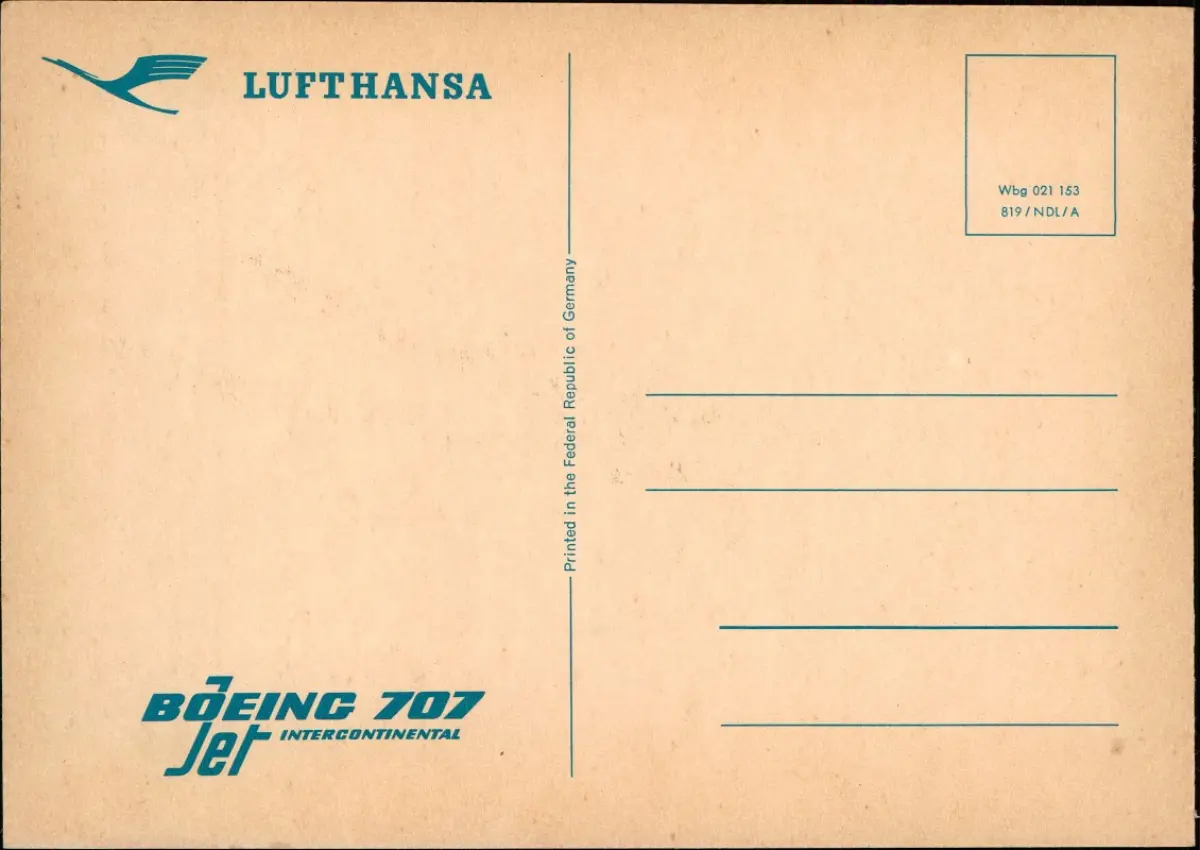 LUFTHANSA
Wbg 021 153
819/NDL/A
Printed in the Federal Republic of Germany
BOEING 707
Jet INTERCONTINENTAL